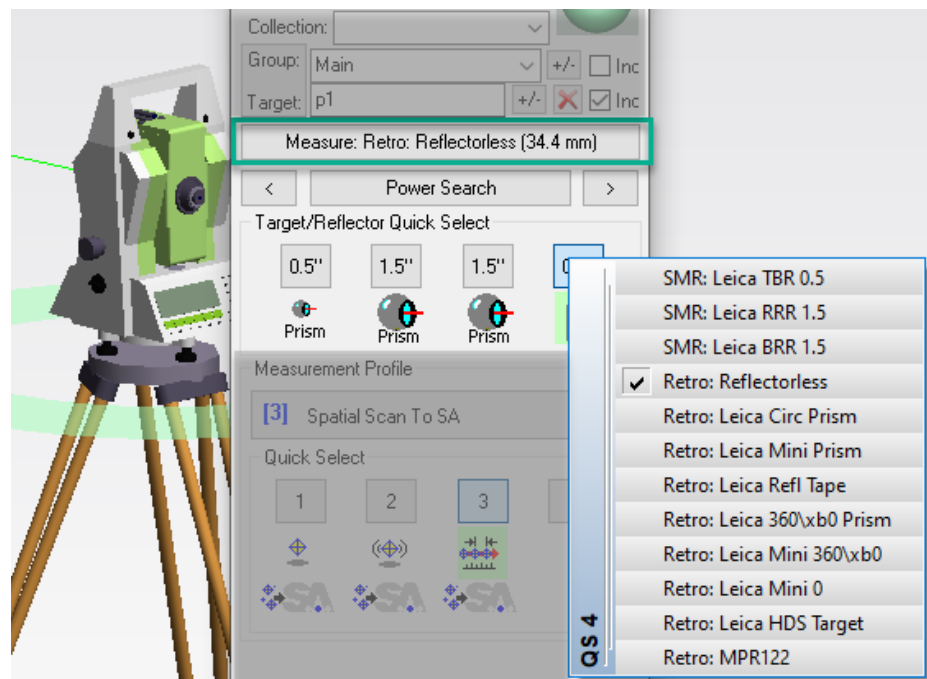 Collection:
Group: Main +/- Inc
Target: p1 +/- Inc
Measure: Retro: Reflectorless (34.4 mm)
< Power Search >
Target/Reflector Quick Select
0.5" 1.5" 1.5"
Prism Prism Prism
Measurement Profile
[3] Spatial Scan To SA
Quick Select
1 2 3
SA SA SA
SMR: Leica TBR 0.5
SMR: Leica RRR 1.5
SMR: Leica BRR 1.5
Retro: Reflectorless
Retro: Leica Circ Prism
Retro: Leica Mini Prism
Retro: Leica Refl Tape
Retro: Leica 360\xb0 Prism
Retro: Leica Mini 360\xb0
Retro: Leica Mini 0
Retro: Leica HDS Target
Retro: MPR122
QS 4